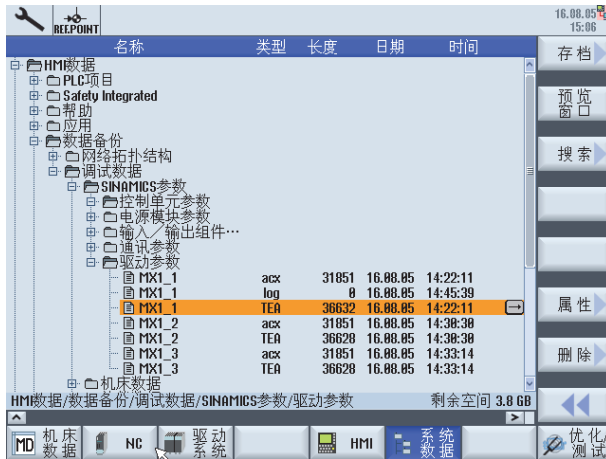 REF.POINT
16.08.05
15:06
名称 类型 长度 日期 时间
HMI数据
PLC项目
Safety Integrated
帮助
应用
数据备份
网络拓扑结构
调试数据
SINAMICS参数
控制单元参数
电源模块参数
输入／输出组件…
通讯参数
驱动参数
MX1_1 acx 31851 16.08.05 14:22:11
MX1_1 log 0 16.08.05 14:45:39
MX1_1 TEA 36632 16.08.05 14:22:11
MX1_2 acx 31851 16.08.05 14:30:30
MX1_2 TEA 36628 16.08.05 14:30:30
MX1_3 acx 31851 16.08.05 14:33:14
MX1_3 TEA 36628 16.08.05 14:33:14
机床数据
HMI数据/数据备份/调试数据/SINAMICS参数/驱动参数 剩余空间 3.8 GB
存档
预览
窗口
搜索
属性
删除
MD 机床
数据
NC
驱动
系统
HMI
系统
数据
优化/
测试